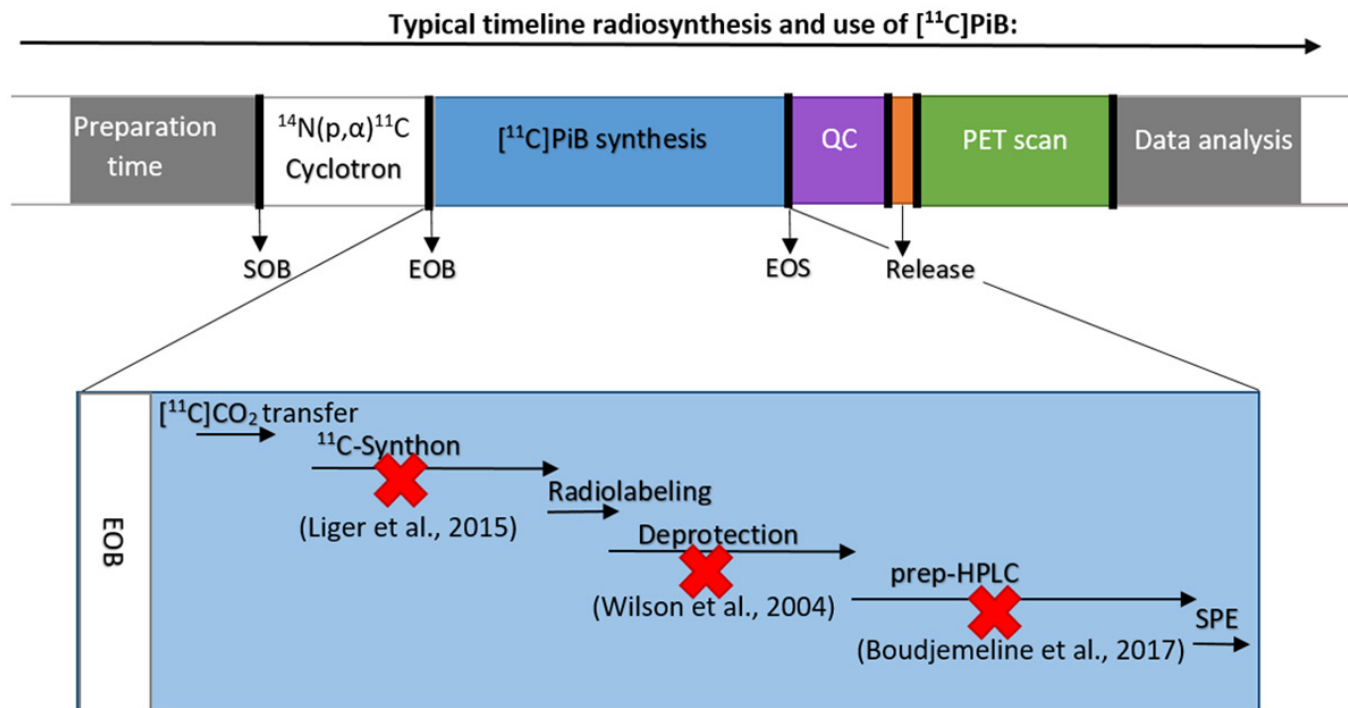 Typical timeline radiosynthesis and use of [¹¹C]PiB:
Preparation
time
¹⁴N(p,α)¹¹C
Cyclotron
[¹¹C]PiB synthesis
QC
PET scan
Data analysis
SOB
EOB
EOS
Release
EOB
[¹¹C]CO₂ transfer
¹¹C-Synthon
(Liger et al., 2015)
Radiolabeling
Deprotection
(Wilson et al., 2004)
prep-HPLC
(Boudjemeline et al., 2017)
SPE